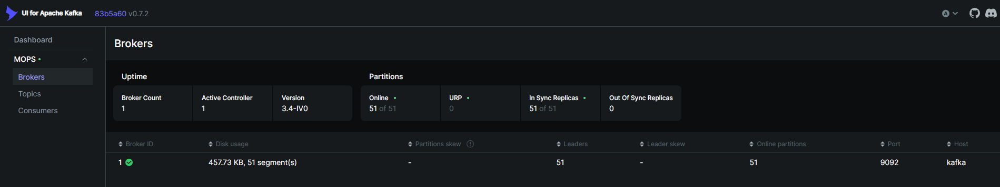 UI for Apache Kafka 83b5a60 v0.7.2 A
Dashboard
MOPS
Brokers
Topics
Consumers
Brokers
Uptime
Broker Count Active Controller Version
1 1 3.4-IV0
Partitions
Online URP In Sync Replicas Out Of Sync Replicas
51 of 51 0 51 of 51 0
Broker ID Disk usage Partitions skew Leaders Leader skew Online partitions Port Host
1 457.73 KB, 51 segment(s) - 51 - 51 9092 kafka